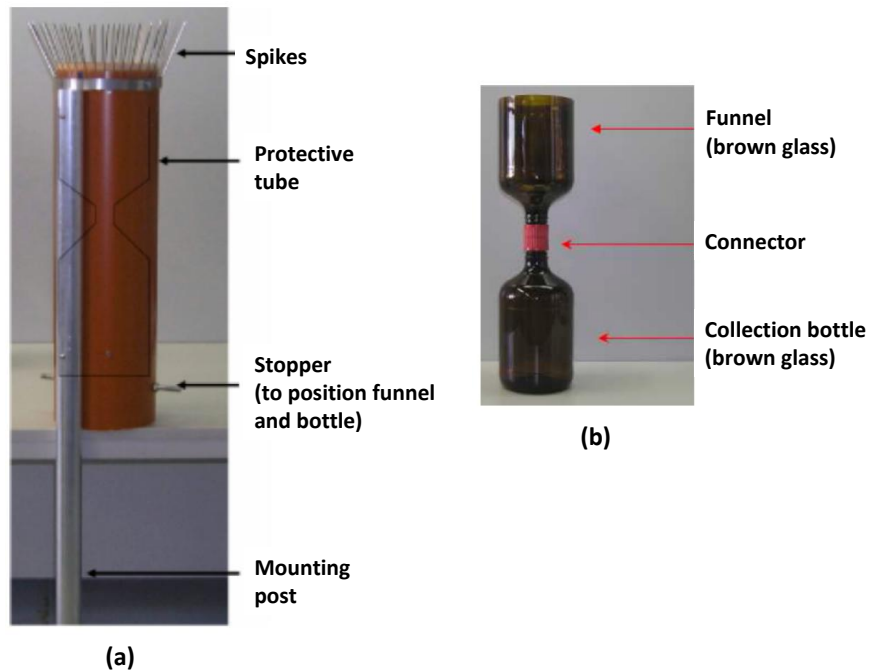 Spikes
Protective
tube
Stopper
(to position funnel
and bottle)
Mounting
post
(a)
Funnel
(brown glass)
Connector
Collection bottle
(brown glass)
(b)